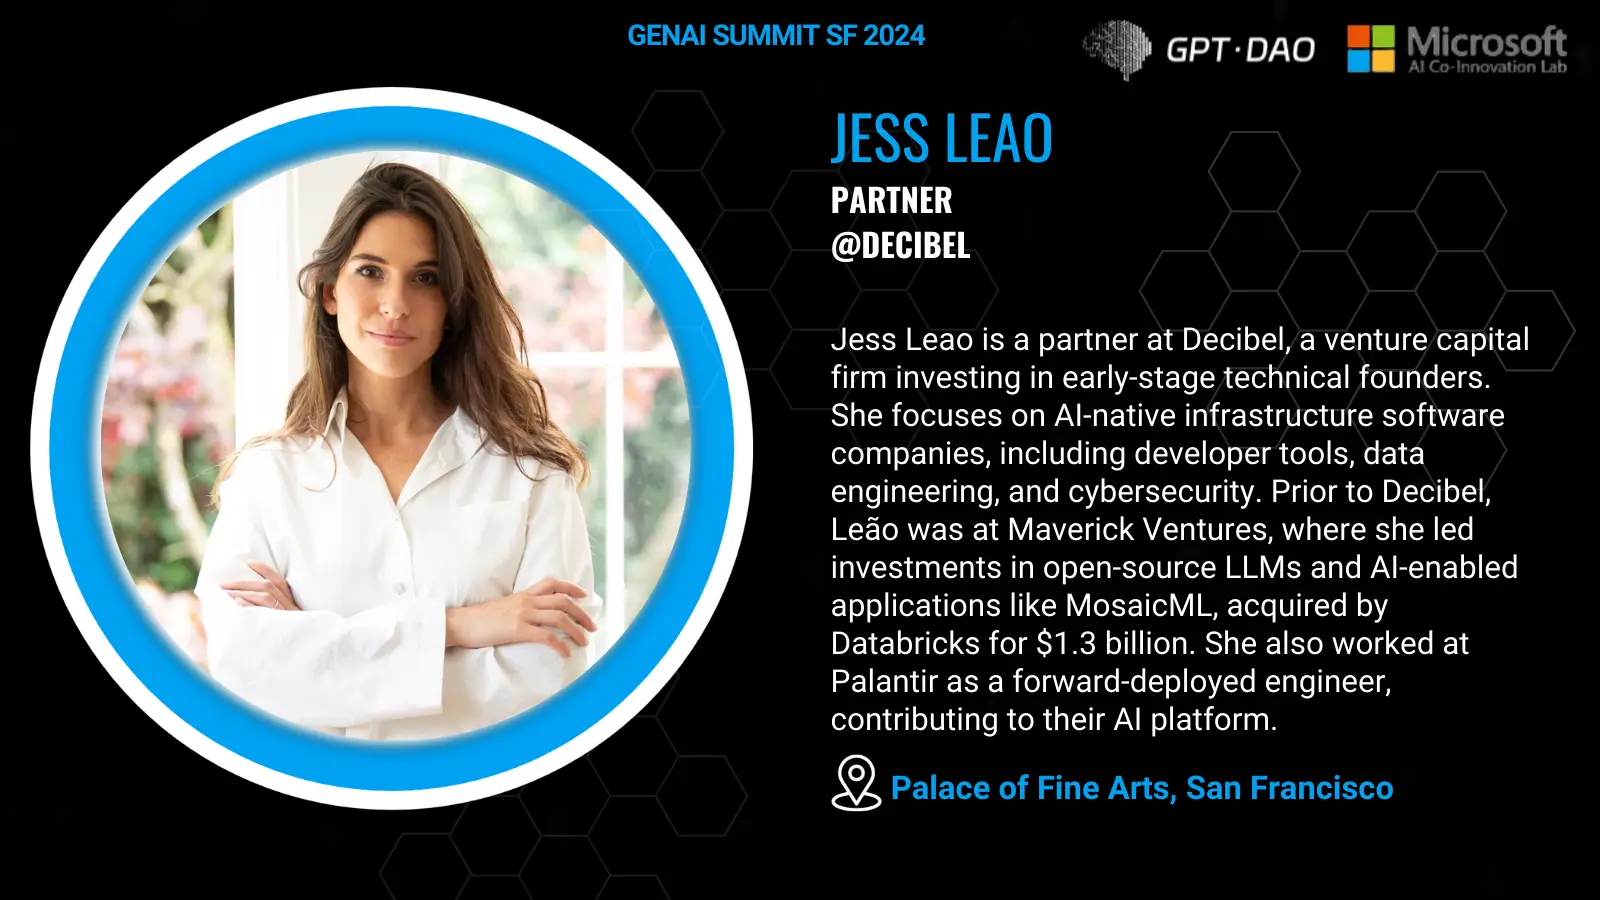 GENAI SUMMIT SF 2024
GPT·DAO
Microsoft
AI Co-Innovation Lab
JESS LEAO
PARTNER
@DECIBEL
Jess Leao is a partner at Decibel, a venture capital
firm investing in early-stage technical founders.
She focuses on AI-native infrastructure software
companies, including developer tools, data
engineering, and cybersecurity. Prior to Decibel,
Leão was at Maverick Ventures, where she led
investments in open-source LLMs and AI-enabled
applications like MosaicML, acquired by
Databricks for $1.3 billion. She also worked at
Palantir as a forward-deployed engineer,
contributing to their AI platform.
Palace of Fine Arts, San Francisco